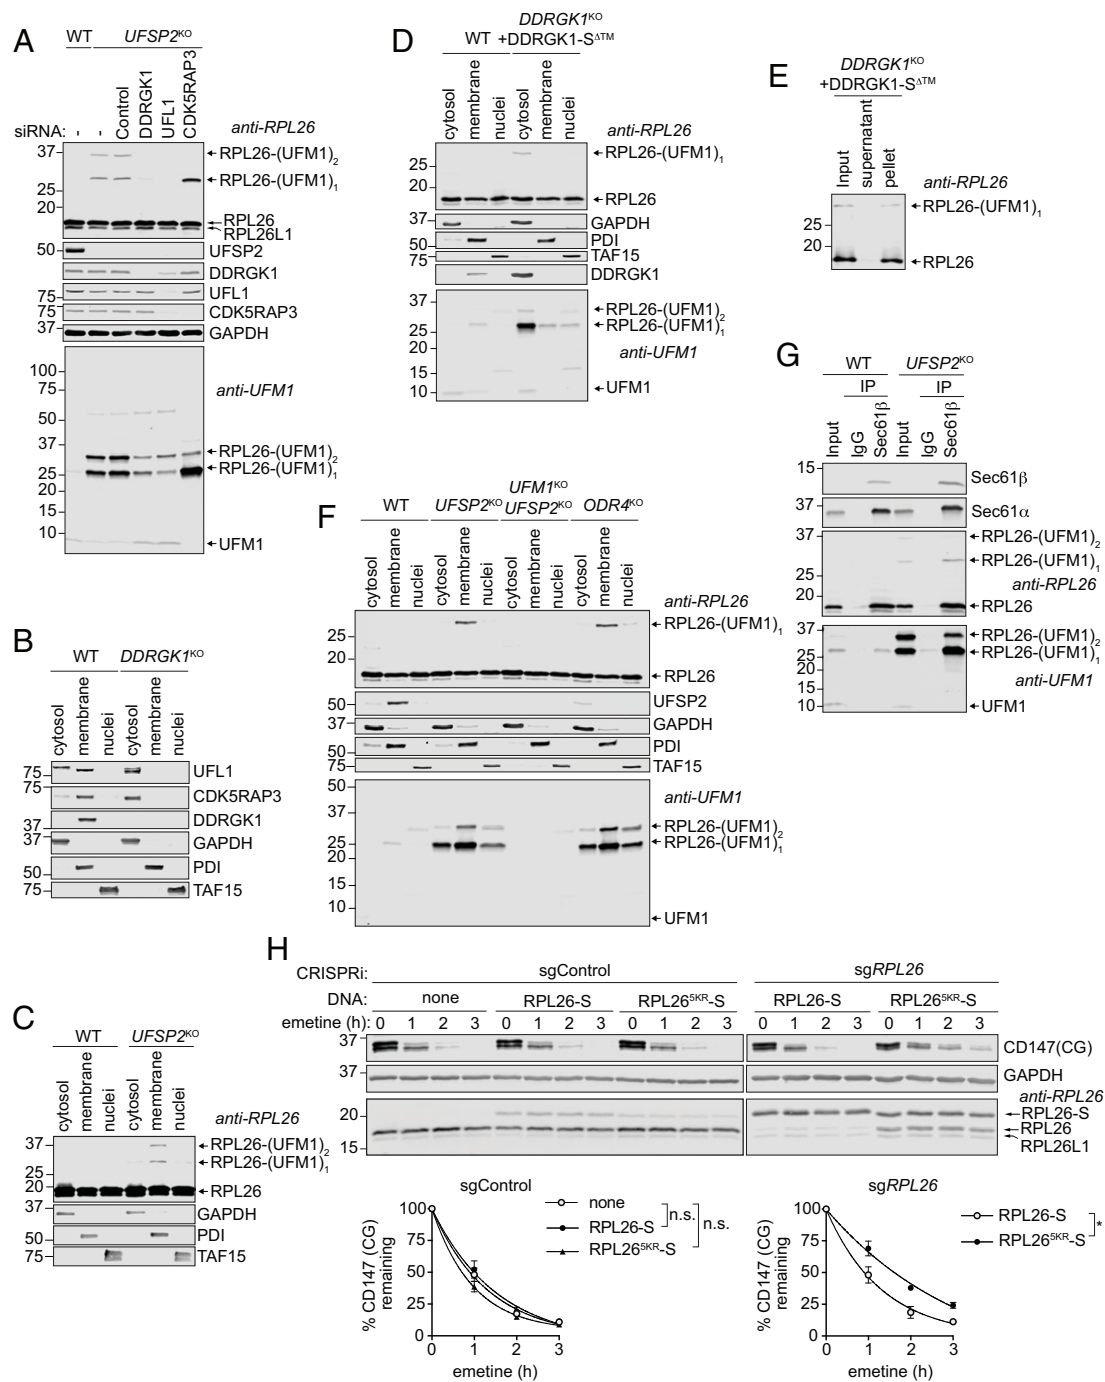 A
WT UFSP2KO
siRNA: - - Control DDRGK1 UFL1 CDK5RAP3
anti-RPL26
37
25
20
RPL26-(UFM1)2
RPL26-(UFM1)1
RPL26
RPL26L1
50 UFSP2
DDRGK1
75 UFL1
75 CDK5RAP3
37 GAPDH
anti-UFM1
100
75
50
37
25
20
15
10
RPL26-(UFM1)2
RPL26-(UFM1)1
UFM1
B
WT DDRGK1KO
cytosol membrane nuclei cytosol membrane nuclei
75 UFL1
75 CDK5RAP3
37 DDRGK1
37 GAPDH
50 PDI
75 TAF15
C
WT UFSP2KO
cytosol membrane nuclei cytosol membrane nuclei
anti-RPL26
37 RPL26-(UFM1)2
RPL26-(UFM1)1
25
20 RPL26
37 GAPDH
50 PDI
75 TAF15
D
DDRGK1KO
WT +DDRGK1-SΔTM
cytosol membrane nuclei cytosol membrane nuclei
anti-RPL26
RPL26-(UFM1)1
25
20
RPL26
37 GAPDH
50 PDI
75 TAF15
DDRGK1
37
25
20
15
10
RPL26-(UFM1)2
RPL26-(UFM1)1
anti-UFM1
UFM1
E
DDRGK1KO
+DDRGK1-SΔTM
Input supernatant pellet
anti-RPL26
RPL26-(UFM1)1
25
20
RPL26
F
WT UFSP2KO UFM1KO UFSP2KO ODR4KO
cytosol membrane nuclei cytosol membrane nuclei cytosol membrane nuclei cytosol membrane nuclei
anti-RPL26
RPL26-(UFM1)1
25
20
RPL26
50 UFSP2
37 GAPDH
50 PDI
75 TAF15
anti-UFM1
50
37
25
20
15
10
RPL26-(UFM1)2
RPL26-(UFM1)1
UFM1
G
WT UFSP2KO
IP IP
Input IgG Sec61β Input IgG Sec61β
15 Sec61β
37 Sec61α
37 RPL26-(UFM1)2
RPL26-(UFM1)1
25 anti-RPL26
20
RPL26
37 RPL26-(UFM1)2
25 RPL26-(UFM1)1
20
15 anti-UFM1
10 UFM1
H
CRISPRi: sgControl sgRPL26
DNA: none RPL26-S RPL265KR-S RPL26-S RPL265KR-S
emetine (h): 0 1 2 3 0 1 2 3 0 1 2 3 0 1 2 3 0 1 2 3
37 CD147(CG)
37 GAPDH
anti-RPL26
20 RPL26-S
RPL26
15 RPL26L1
sgControl
% CD147 (CG) remaining
100
75
50
25
0
0 1 2 3
emetine (h)
none
RPL26-S
RPL265KR-S
n.s.
n.s.
sgRPL26
% CD147 (CG) remaining
100
75
50
25
0
0 1 2 3
emetine (h)
RPL26-S
RPL265KR-S
*